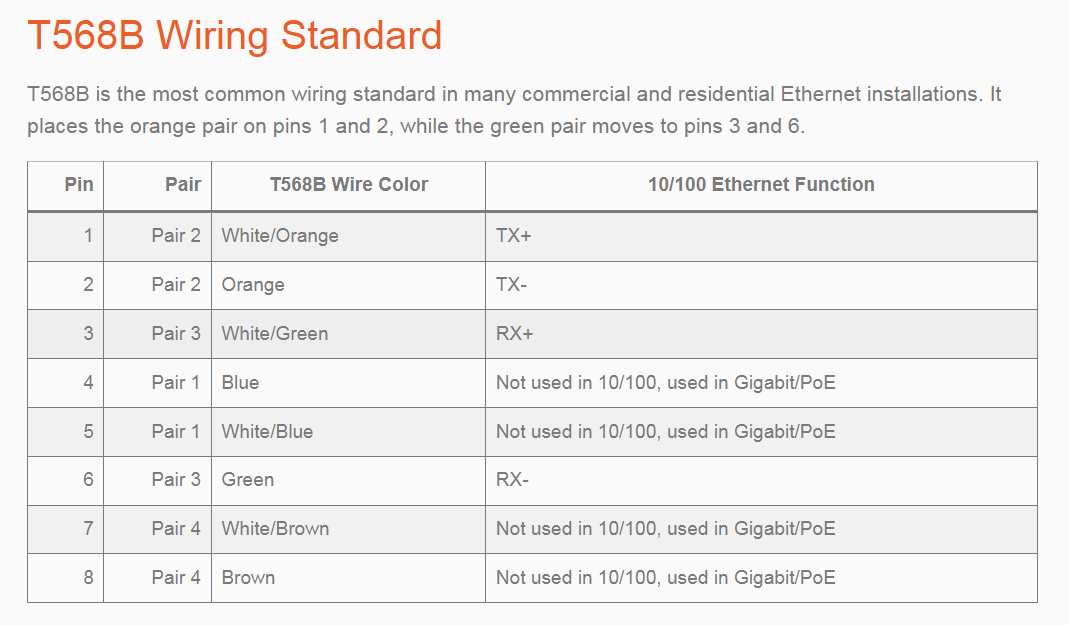 T568B Wiring Standard
T568B is the most common wiring standard in many commercial and residential Ethernet installations. It
places the orange pair on pins 1 and 2, while the green pair moves to pins 3 and 6.
Pin Pair T568B Wire Color 10/100 Ethernet Function
1 Pair 2 White/Orange TX+
2 Pair 2 Orange TX-
3 Pair 3 White/Green RX+
4 Pair 1 Blue Not used in 10/100, used in Gigabit/PoE
5 Pair 1 White/Blue Not used in 10/100, used in Gigabit/PoE
6 Pair 3 Green RX-
7 Pair 4 White/Brown Not used in 10/100, used in Gigabit/PoE
8 Pair 4 Brown Not used in 10/100, used in Gigabit/PoE